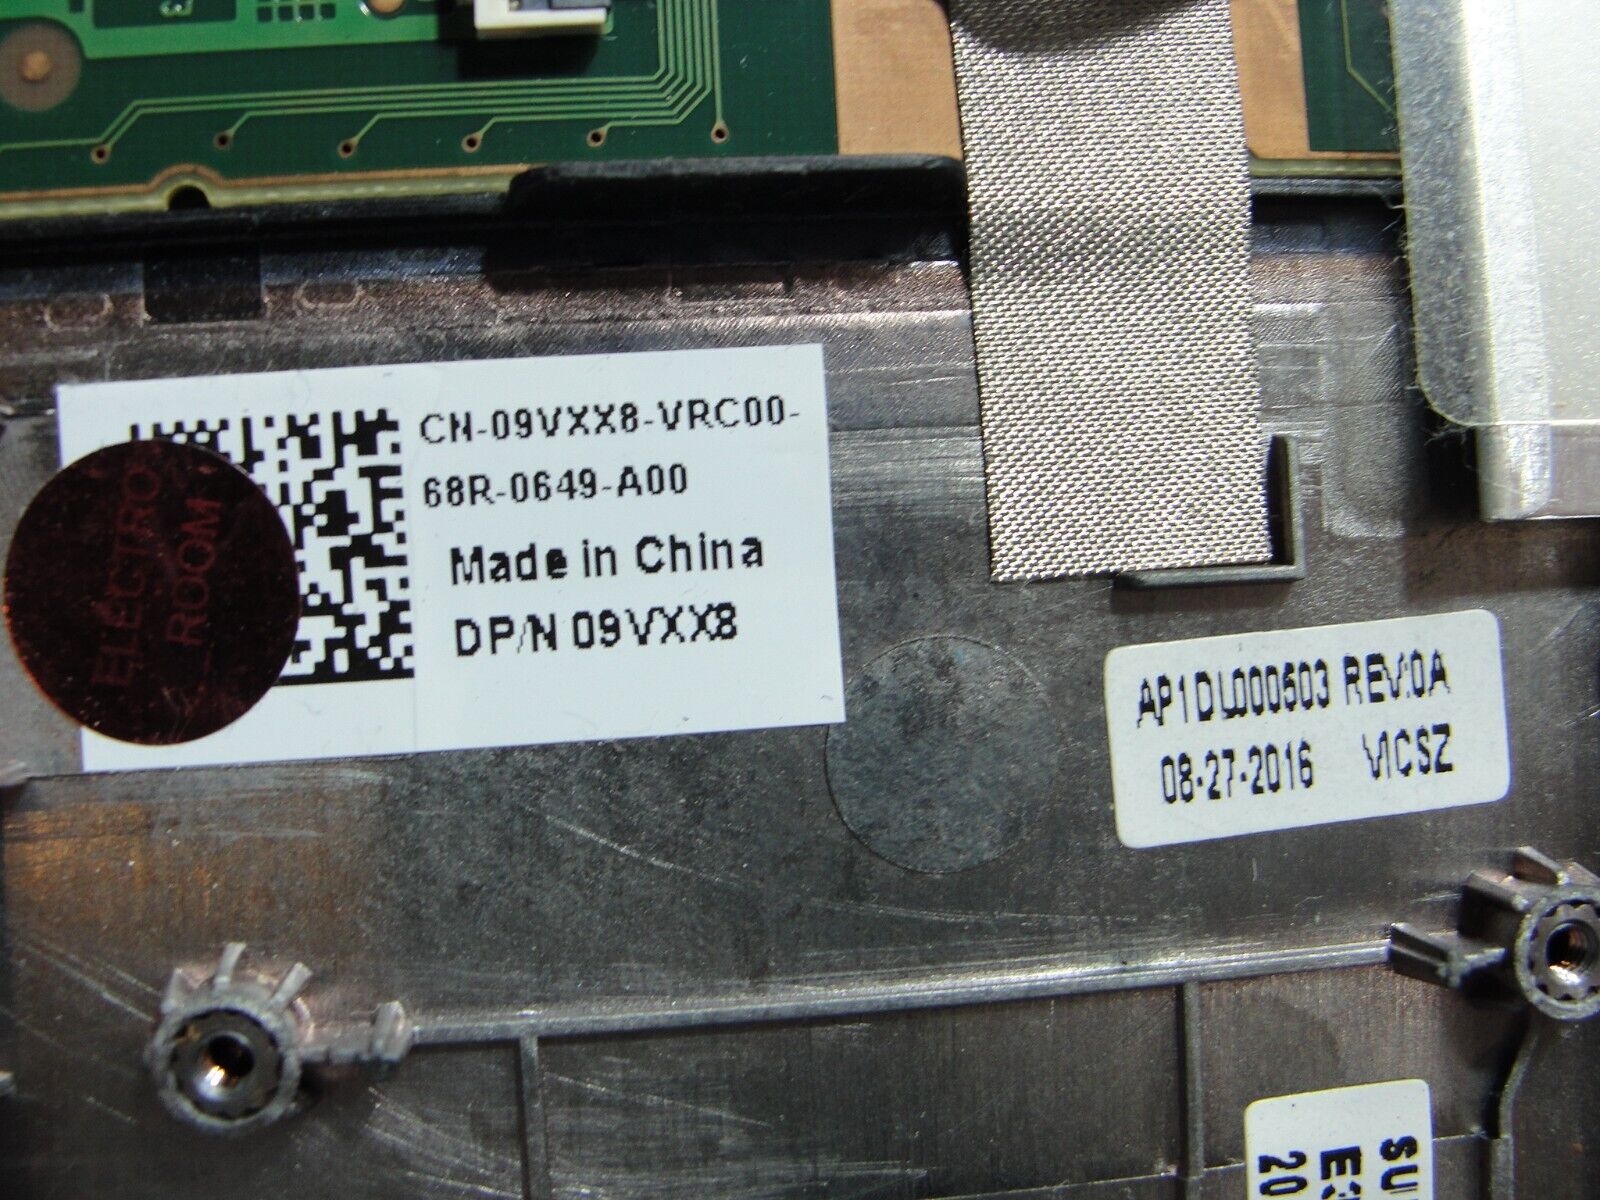 CN-09VXX8-VRC00-
68R-0649-A00
Made in China
DP/N 09VXX8
ELECTRO
ROOM
AP1DL000603 REV:0A
08-27-2016 VICSZ